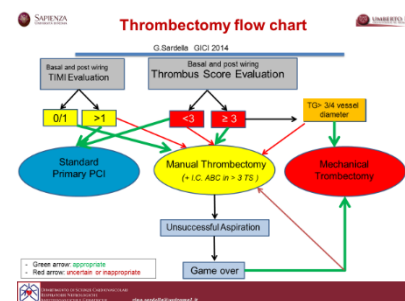 SAPIENZA
Thrombectomy flow chart
UMBERTO I
G.Sardella GICI 2014
Basal and post wiring
TIMI Evaluation
Basal and post wiring
Thrombus Score Evaluation
0/1
>1
<3
≥ 3
TG> 3/4 vessel
diameter
Standard
Primary PCI
Manual Thrombectomy
(+ I.C. ABC in > 3 TS )
Mechanical
Trombectomy
Unsuccessful Aspiration
Game over
- Green arrow: appropriate
- Red arrow: uncertain or inappropriate